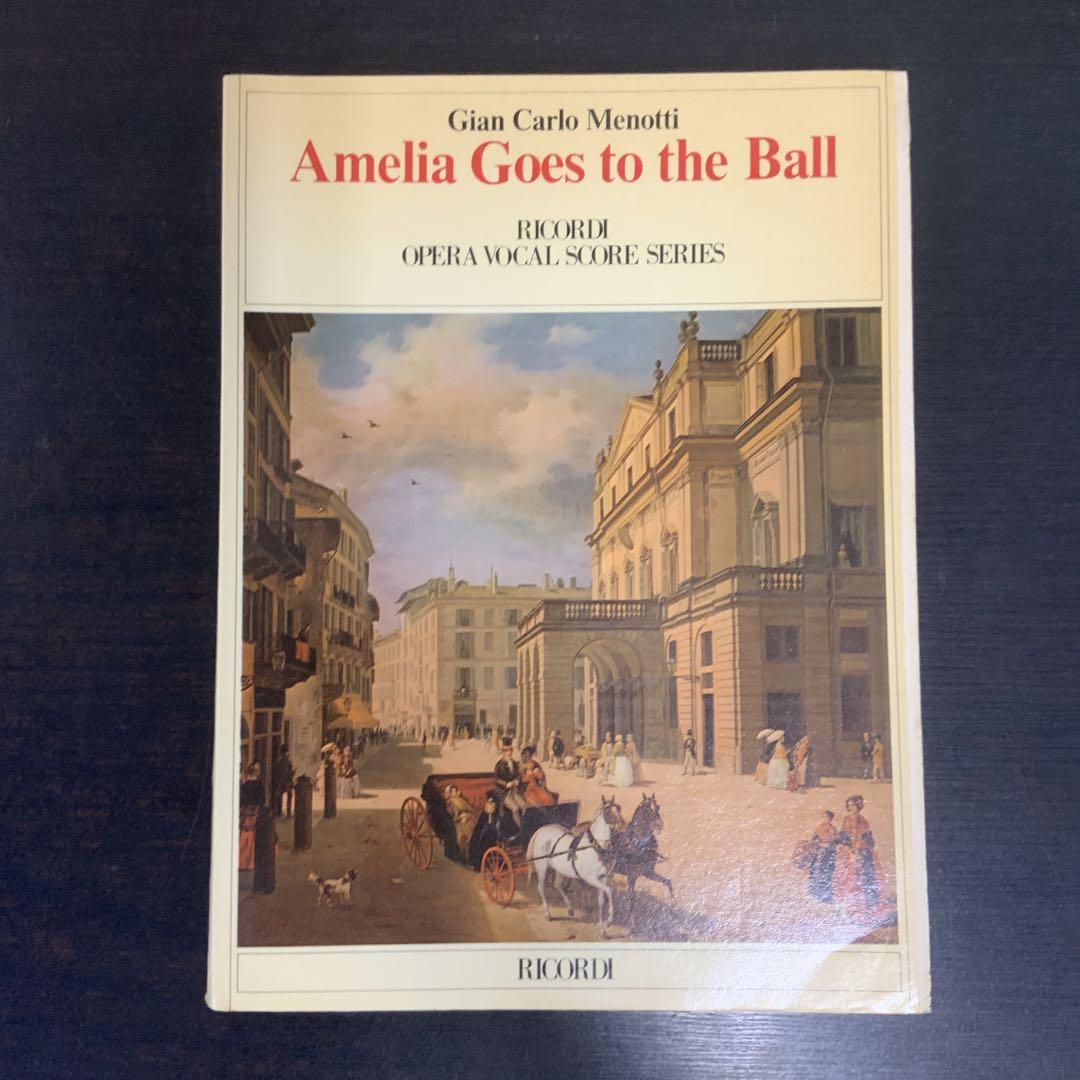 Gian Carlo Menotti
Amelia Goes to the Ball
RICORDI
OPERA VOCAL SCORE SERIES
RICORDI